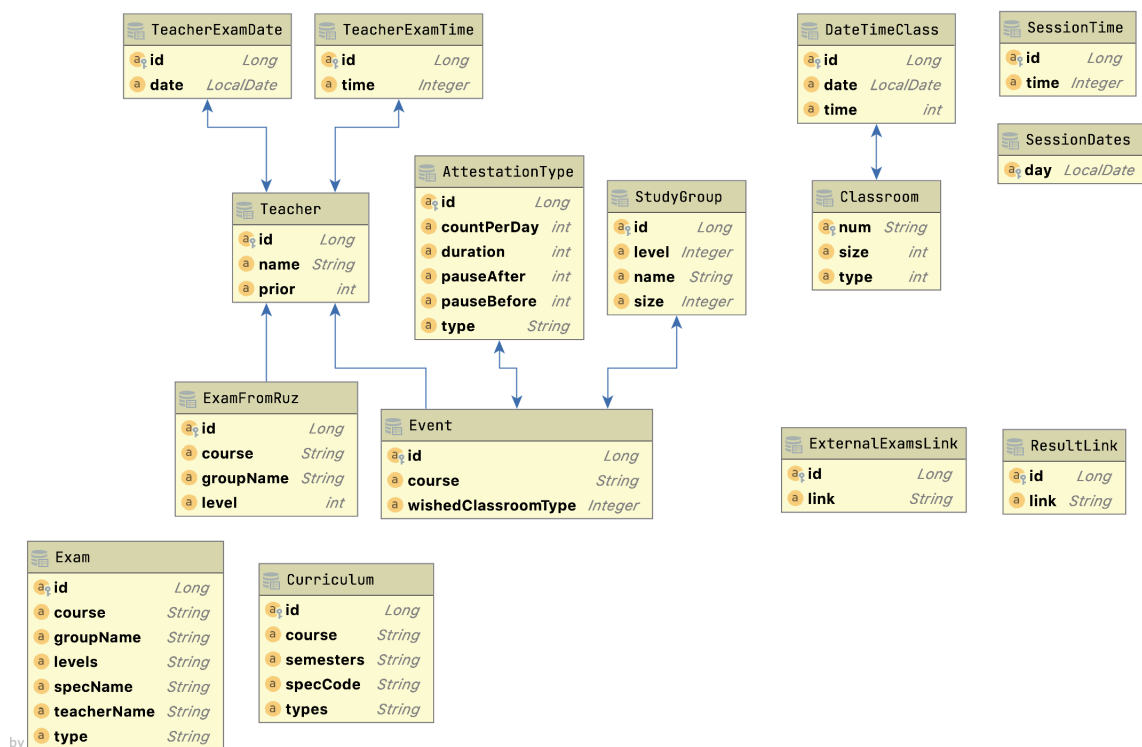 TeacherExamDate
id Long
date LocalDate
TeacherExamTime
id Long
time Integer
DateTimeClass
id Long
date LocalDate
time int
SessionTime
id Long
time Integer
SessionDates
day LocalDate
Teacher
id Long
name String
prior int
AttestationType
id Long
countPerDay int
duration int
pauseAfter int
pauseBefore int
type String
StudyGroup
id Long
level Integer
name String
size Integer
Classroom
num String
size int
type int
ExamFromRuz
id Long
course String
groupName String
level int
Event
id Long
course String
wishedClassroomType Integer
ExternalExamsLink
id Long
link String
ResultLink
id Long
link String
Exam
id Long
course String
groupName String
levels String
specName String
teacherName String
type String
Curriculum
id Long
course String
semesters String
specCode String
types String
by